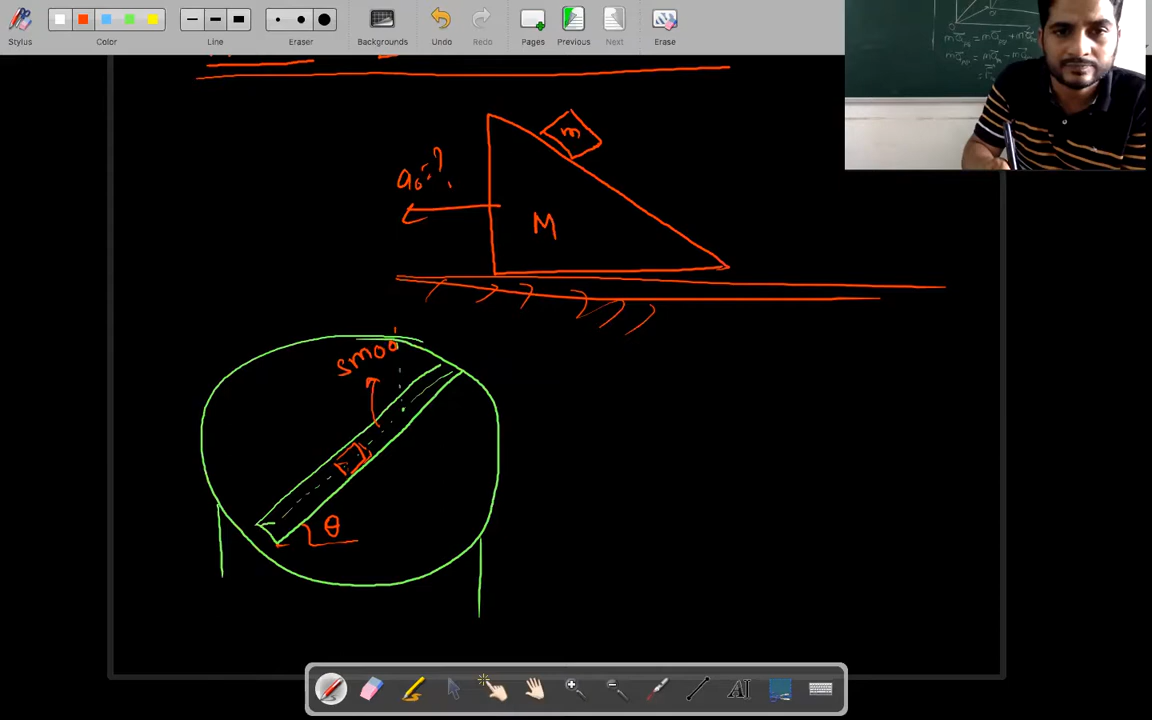 Stylus
Color
Line
Eraser
Backgrounds
Undo
Redo
Pages
Previous
Next
Erase
m
a₀ = ?
M
smoo
θ